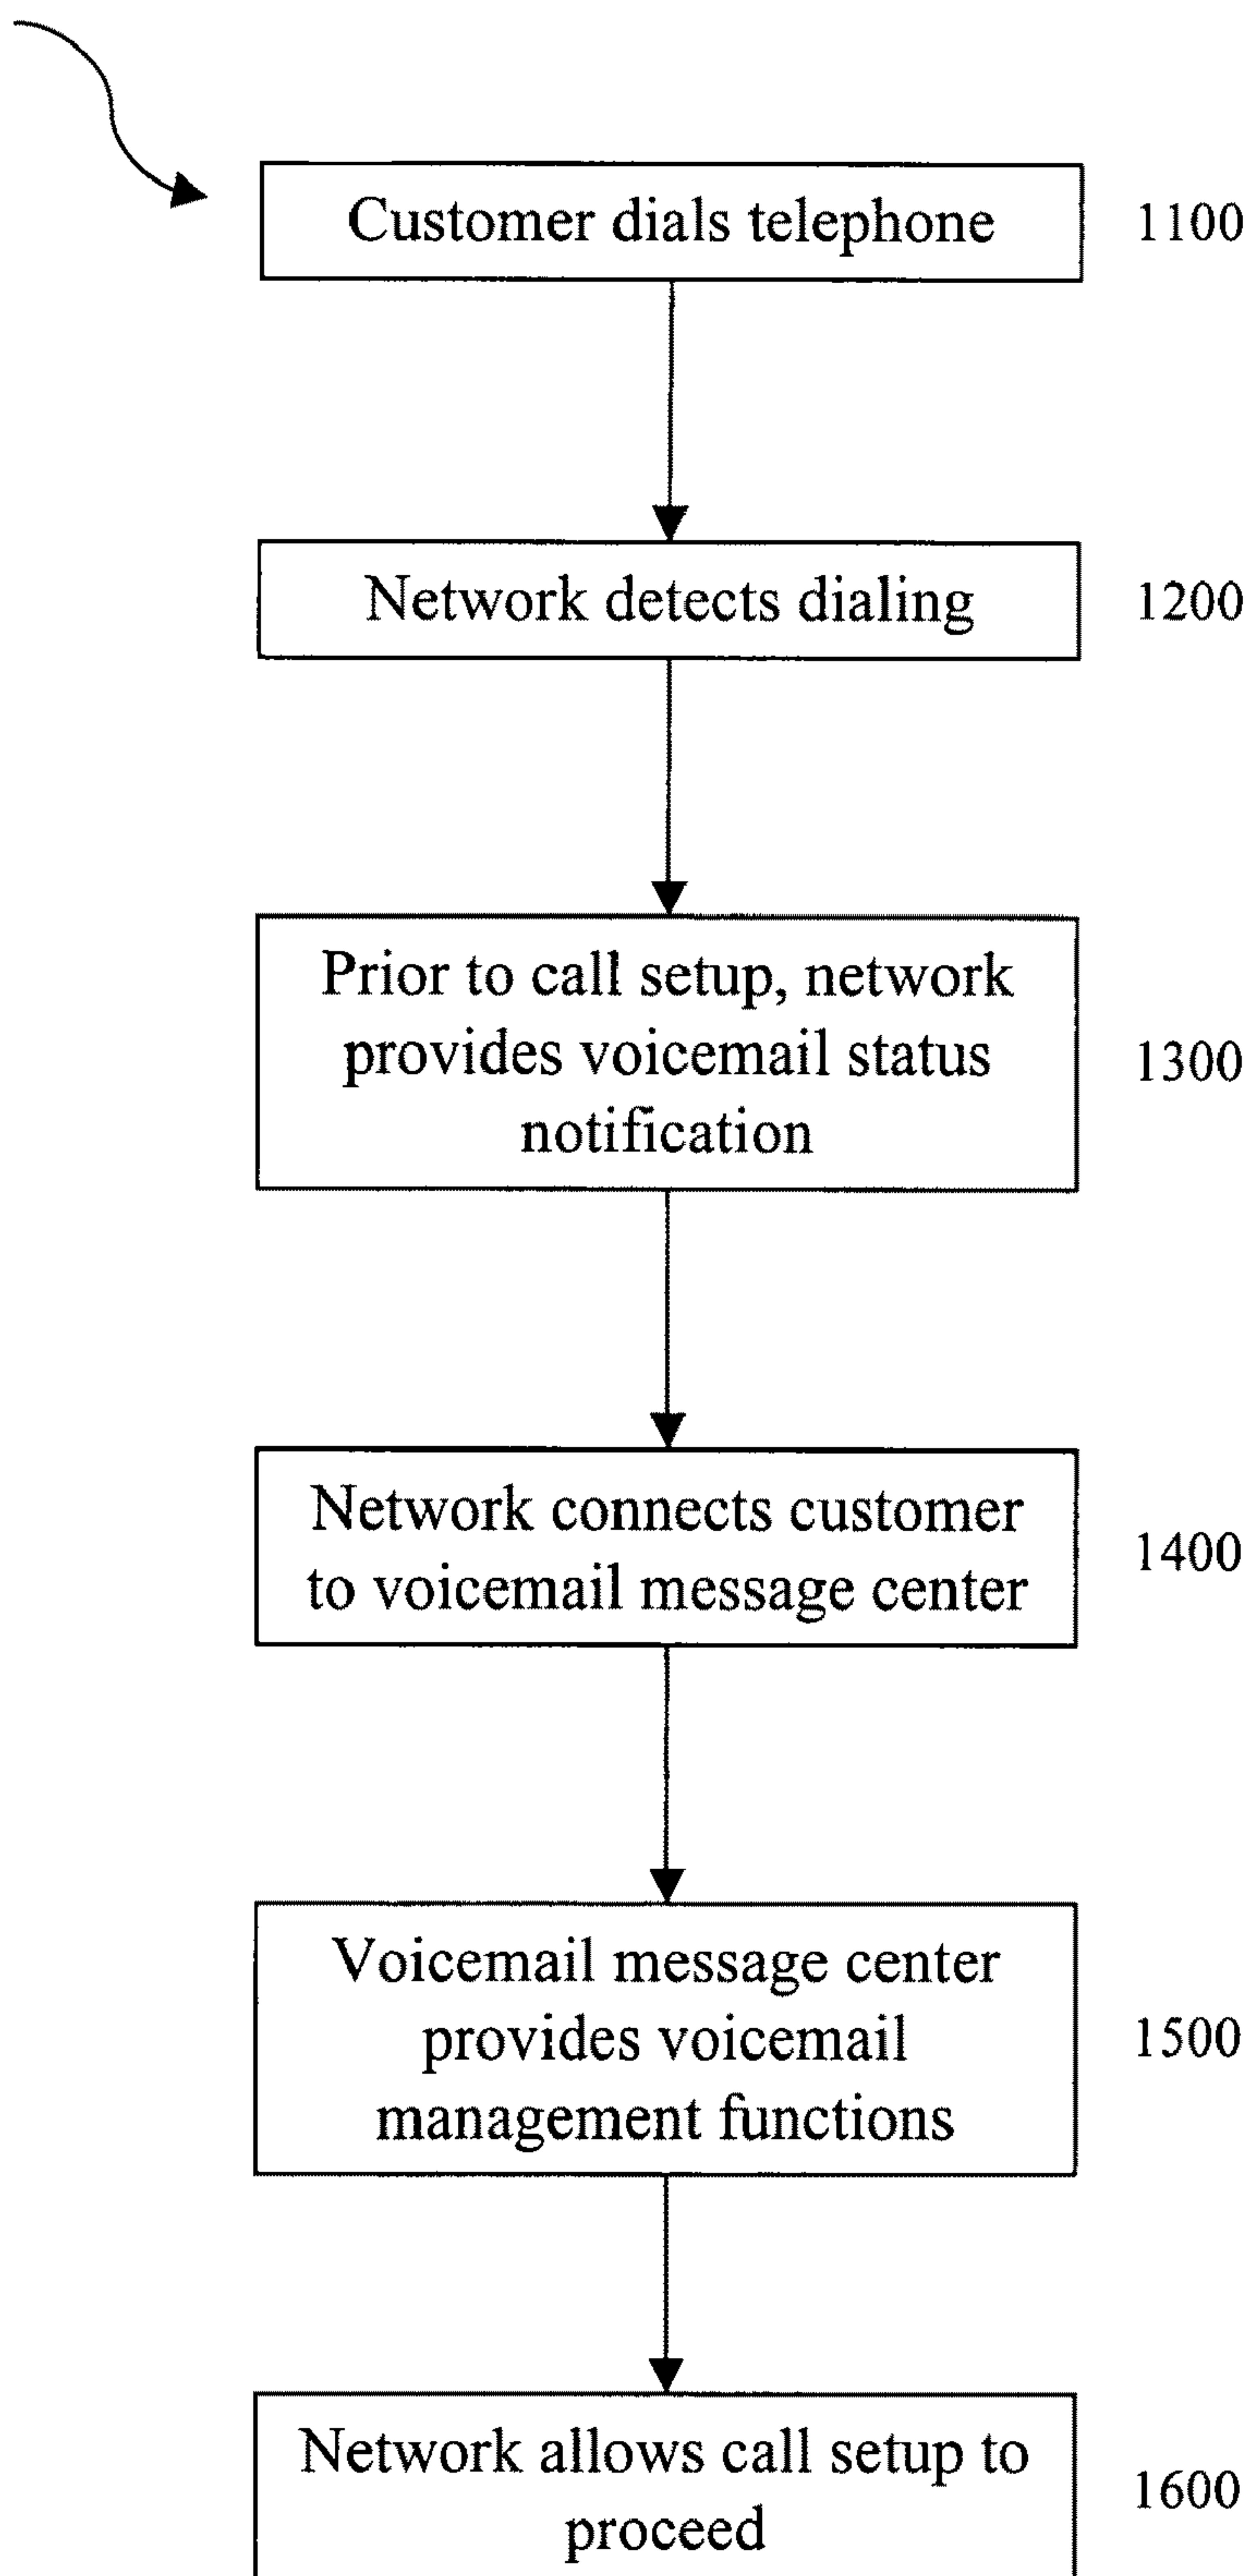 Customer dials telephone 1100
Network detects dialing 1200
Prior to call setup, network
provides voicemail status
notification
1300
Network connects customer
to voicemail message center
1400
Voicemail message center
provides voicemail
management functions
1500
Network allows call setup to
proceed
1600